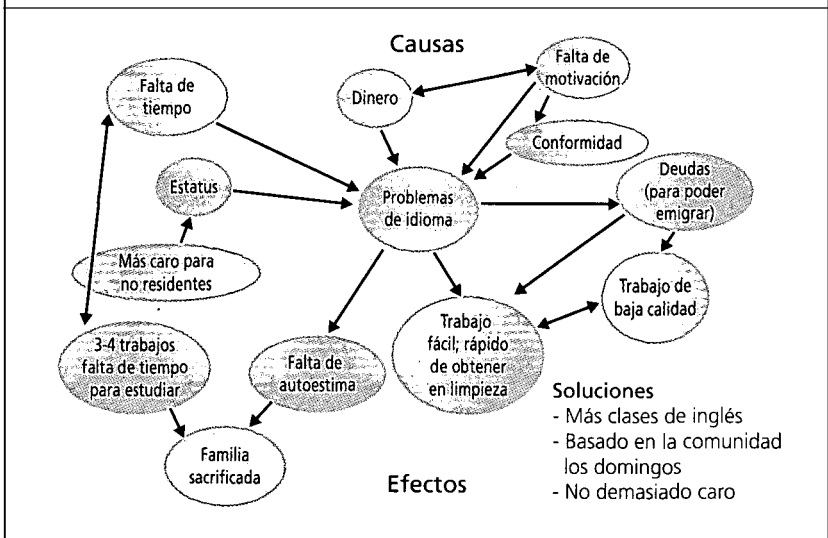 Causas
Falta de
tiempo
Dinero
Falta de
motivación
Conformidad
Estatus
Problemas
de idioma
Deudas
(para poder
emigrar)
Más caro para
no residentes
Trabajo de
baja calidad
3-4 trabajos
falta de tiempo
para estudiar
Falta de
autoestima
Trabajo
fácil; rápido
de obtener
en limpieza
Familia
sacrificada
Efectos
Soluciones
- Más clases de inglés
- Basado en la comunidad
los domingos
- No demasiado caro